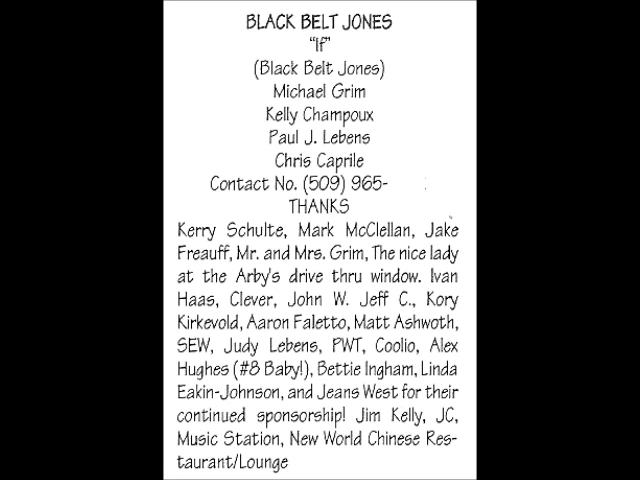 BLACK BELT JONES
“If”
(Black Belt Jones)
Michael Grim
Kelly Champoux
Paul J. Lebens
Chris Caprile
Contact No. (509) 965-
THANKS
Kerry Schulte, Mark McClellan, Jake
Freauff, Mr. and Mrs. Grim, The nice lady
at the Arby's drive thru window. Ivan
Haas, Clever, John W. Jeff C., Kory
Kirkevold, Aaron Faletto, Matt Ashwoth,
SEW, Judy Lebens, PWT, Coolio, Alex
Hughes (#8 Baby!), Bettie Ingham, Linda
Eakin-Johnson, and Jeans West for their
continued sponsorship! Jim Kelly, JC,
Music Station, New World Chinese Res-
taurant/Lounge